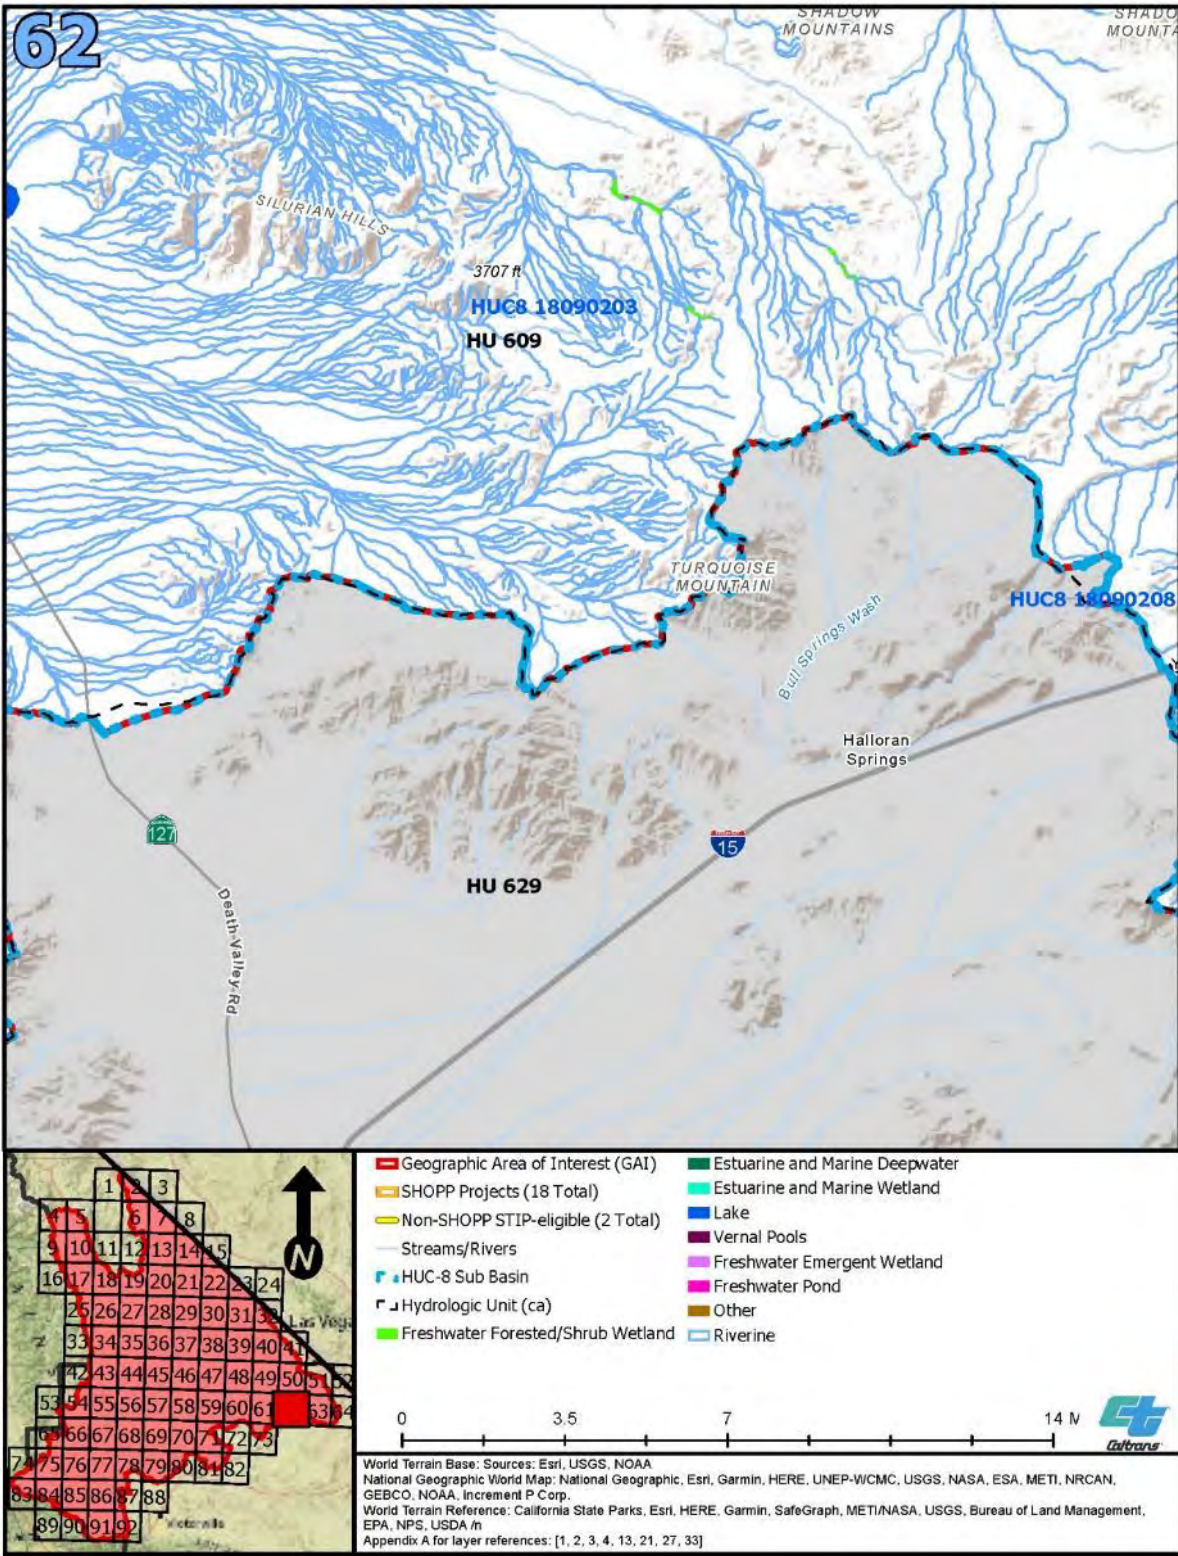 62
SHADOW
MOUNTAINS
SILURIAN HILLS
3707 ft
HUC8 18090203
HU 609
TURQUOISE
MOUNTAIN
HUC8 18090208
Bull Springs Wash
Halloran
Springs
127
15
HU 629
Death-Valley-Rd
1 2 3
4 5 6 7 8
9 10 11 12 13 14 15
16 17 18 19 20 21 22 23 24
25 26 27 28 29 30 31 32
33 34 35 36 37 38 39 40 41
42 43 44 45 46 47 48 49 50 51 52
53 54 55 56 57 58 59 60 61 63 64
65 66 67 68 69 70 71 72 73
74 75 76 77 78 79 80 81 82
83 84 85 86 87 88
89 90 91 92
Las Vega
Victorville
N
Geographic Area of Interest (GAI)
SHOPP Projects (18 Total)
Non-SHOPP STIP-eligible (2 Total)
Streams/Rivers
HUC-8 Sub Basin
Hydrologic Unit (ca)
Freshwater Forested/Shrub Wetland
Estuarine and Marine Deepwater
Estuarine and Marine Wetland
Lake
Vernal Pools
Freshwater Emergent Wetland
Freshwater Pond
Other
Riverine
0 3.5 7 14 M
Caltrans
World Terrain Base: Sources: Esri, USGS, NOAA
National Geographic World Map: National Geographic, Esri, Garmin, HERE, UNEP-WCMC, USGS, NASA, ESA, METI, NRCAN,
GEBCO, NOAA, Increment P Corp.
World Terrain Reference: California State Parks, Esri, HERE, Garmin, SafeGraph, METI/NASA, USGS, Bureau of Land Management,
EPA, NPS, USDA /n
Appendix A for layer references: [1, 2, 3, 4, 13, 21, 27, 33]